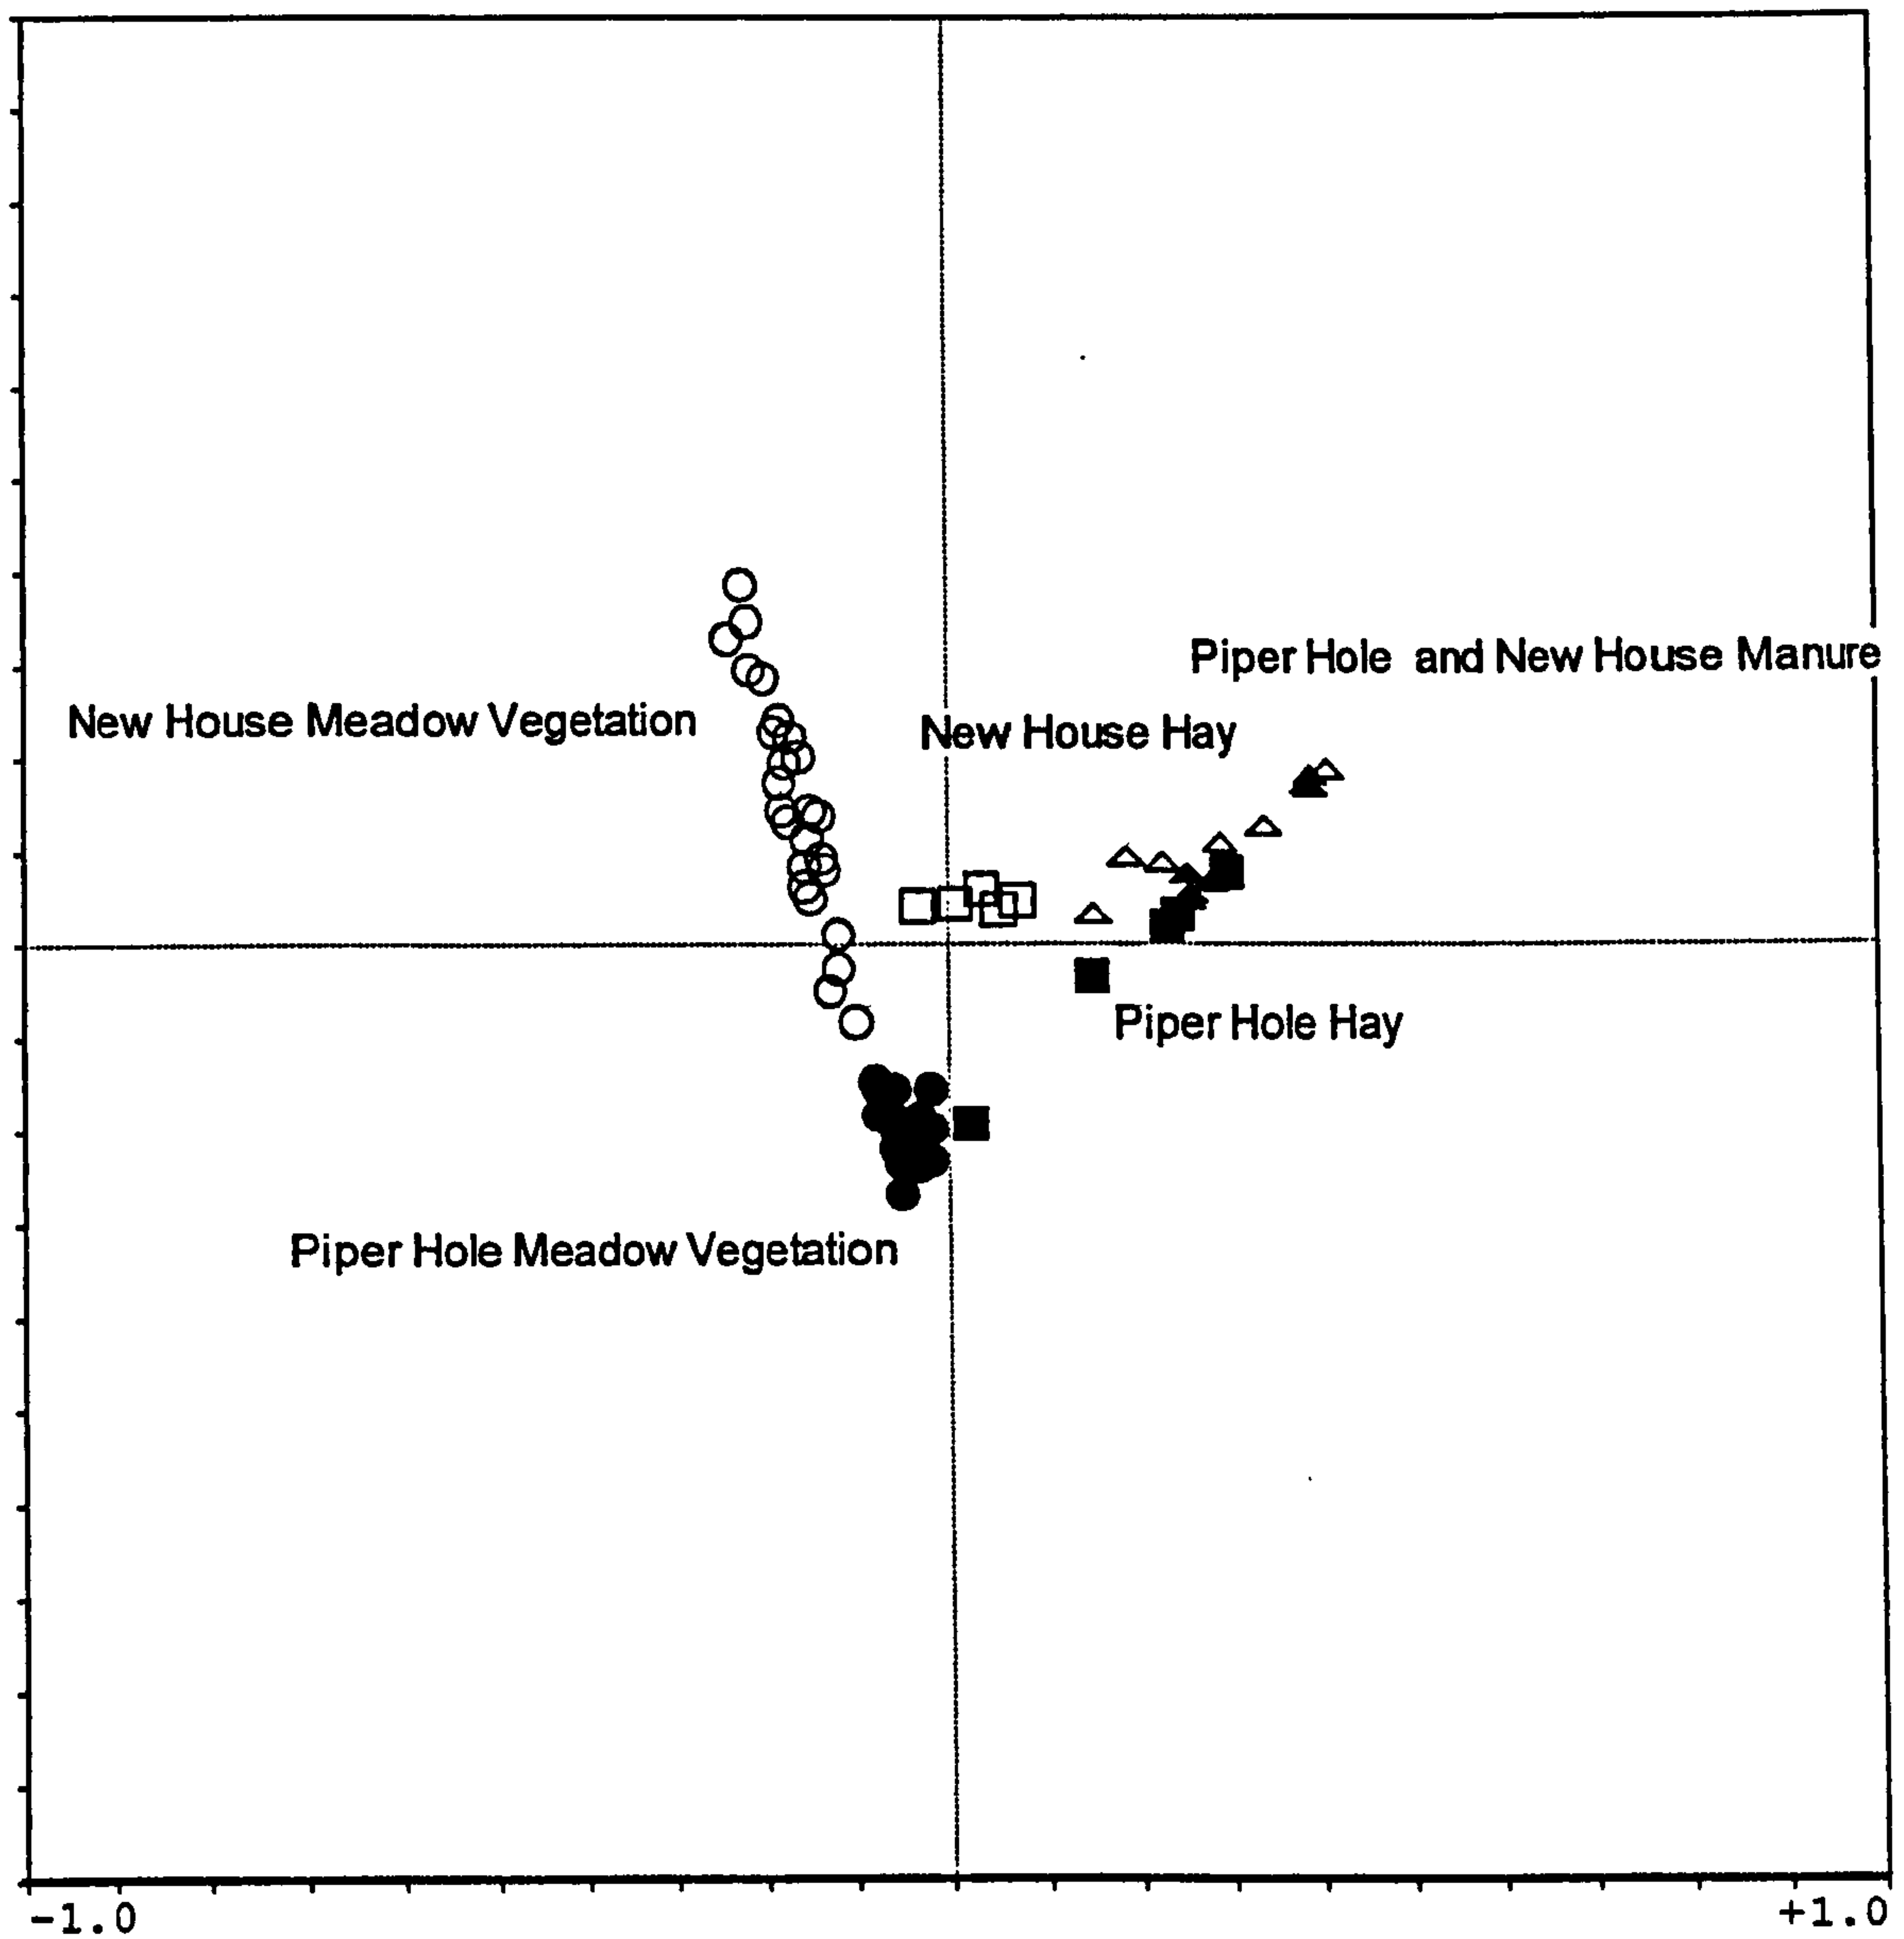 Piper Hole and New House Manure
New House Meadow Vegetation
New House Hay
Piper Hole Hay
Piper Hole Meadow Vegetation
-1.0
+1.0